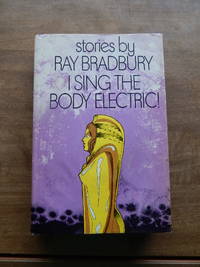 stories by
RAY BRADBURY
I SING THE
BODY ELECTRIC!